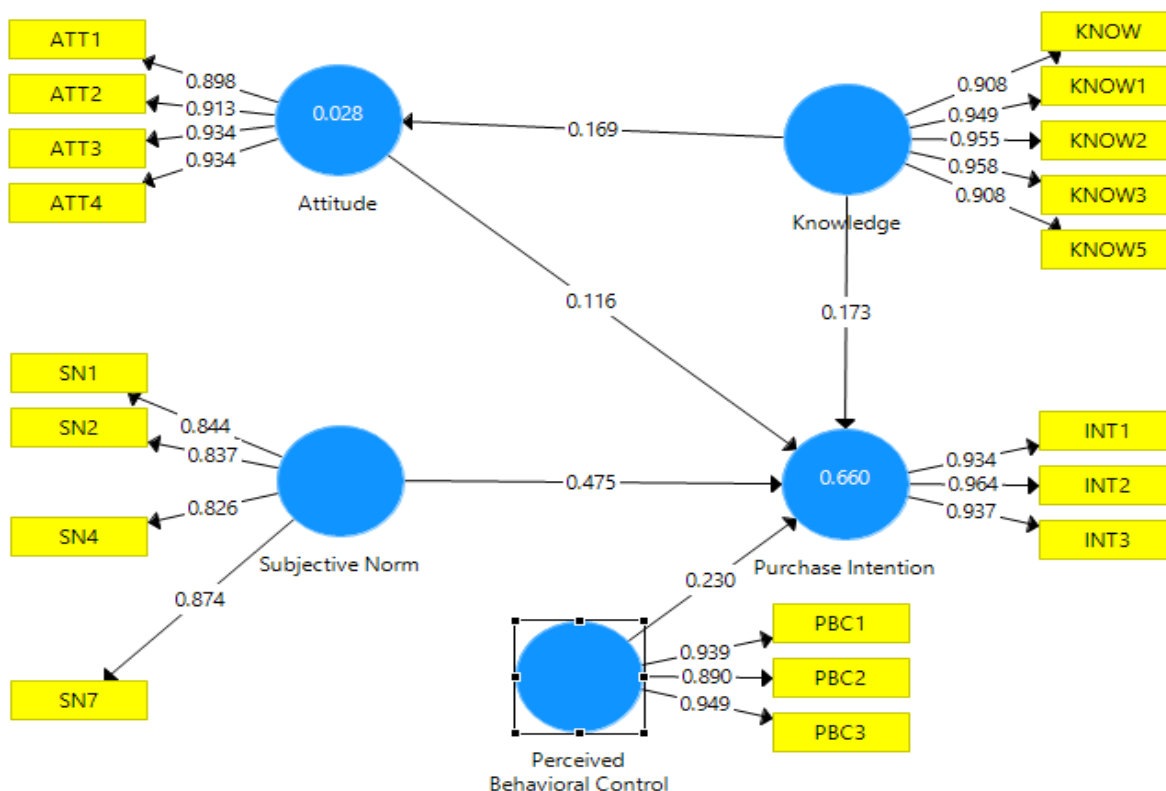 ATT1
ATT2
ATT3
ATT4
0.898
0.913
0.934
0.934
0.028
Attitude
0.169
KNOW
KNOW1
KNOW2
KNOW3
KNOW5
0.908
0.949
0.955
0.958
0.908
Knowledge
0.116
0.173
SN1
SN2
SN4
SN7
0.844
0.837
0.826
0.874
Subjective Norm
0.475
0.660
Purchase Intention
INT1
INT2
INT3
0.934
0.964
0.937
0.230
PBC1
PBC2
PBC3
0.939
0.890
0.949
Perceived
Behavioral Control